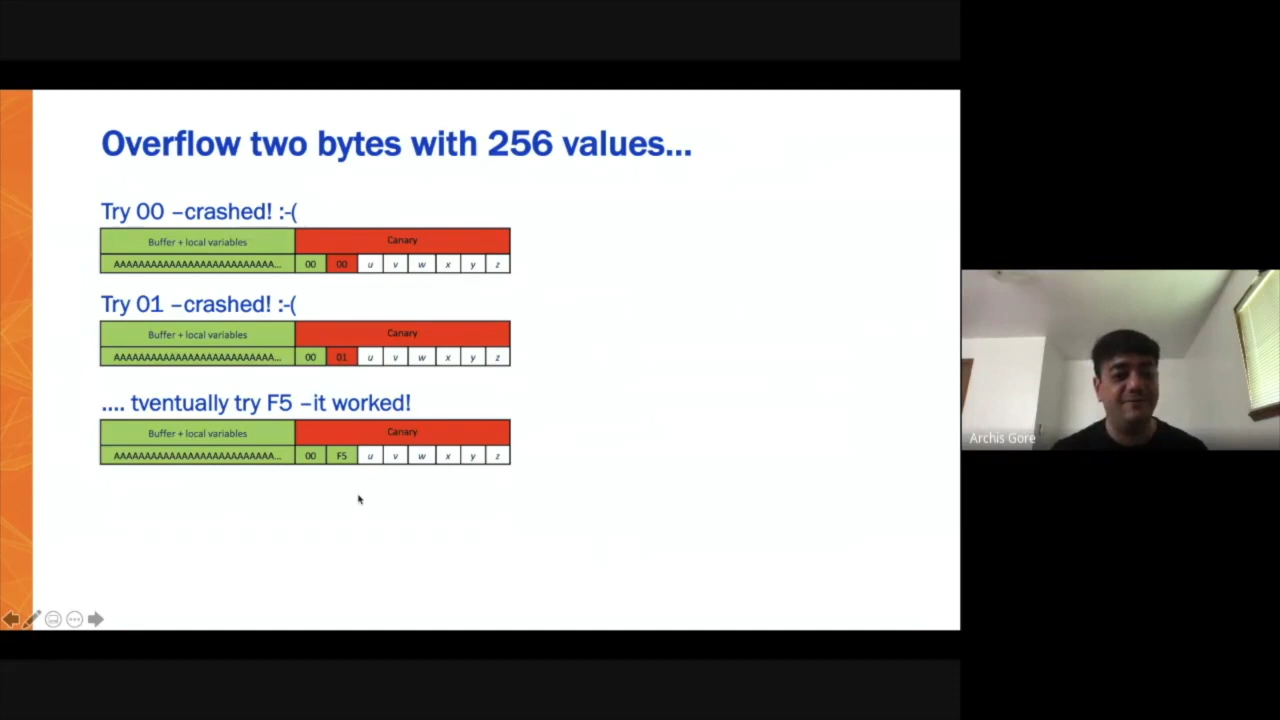 Overflow two bytes with 256 values...
Try 00 –crashed! :-(
Buffer + local variables Canary
AAAAAAAAAAAAAAAAAAAAAAAAAA... 00 00 u v w x y z
Try 01 –crashed! :-(
Buffer + local variables Canary
AAAAAAAAAAAAAAAAAAAAAAAAAA... 00 01 u v w x y z
.... tventually try F5 –it worked!
Buffer + local variables Canary
AAAAAAAAAAAAAAAAAAAAAAAAAA... 00 F5 u v w x y z
Archis Gore